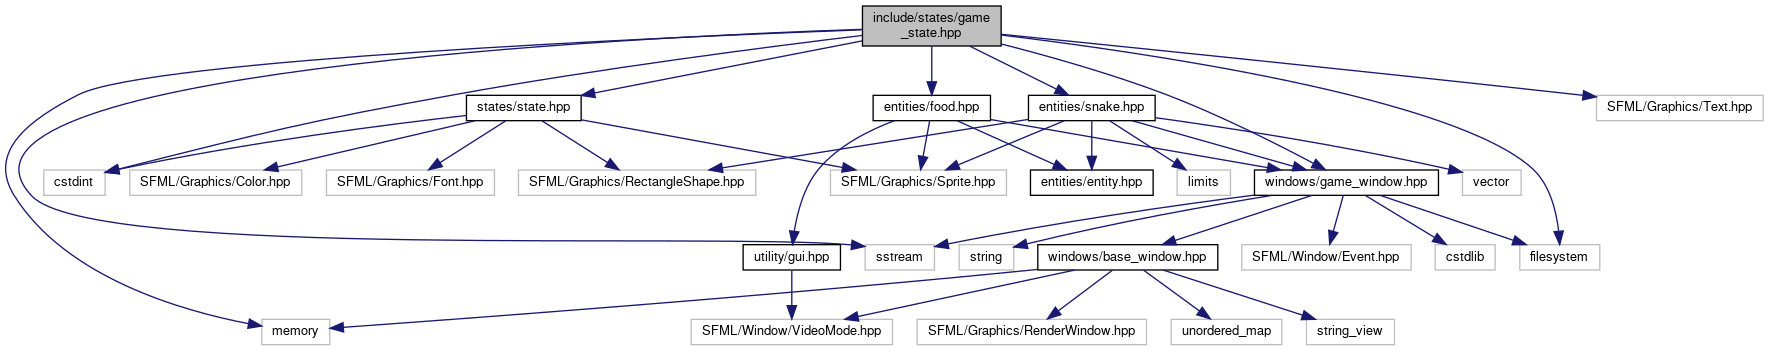 include/states/game
_state.hpp
states/state.hpp
entities/food.hpp
entities/snake.hpp
SFML/Graphics/Text.hpp
cstdint
SFML/Graphics/Color.hpp
SFML/Graphics/Font.hpp
SFML/Graphics/RectangleShape.hpp
SFML/Graphics/Sprite.hpp
entities/entity.hpp
limits
windows/game_window.hpp
vector
utility/gui.hpp
sstream
string
windows/base_window.hpp
SFML/Window/Event.hpp
cstdlib
filesystem
memory
SFML/Window/VideoMode.hpp
SFML/Graphics/RenderWindow.hpp
unordered_map
string_view